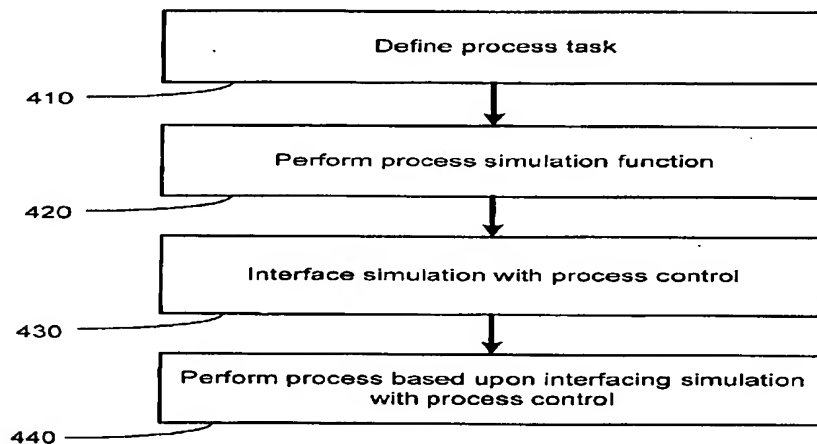 Define process task
410
Perform process simulation function
420
Interface simulation with process control
430
Perform process based upon interfacing simulation
with process control
440